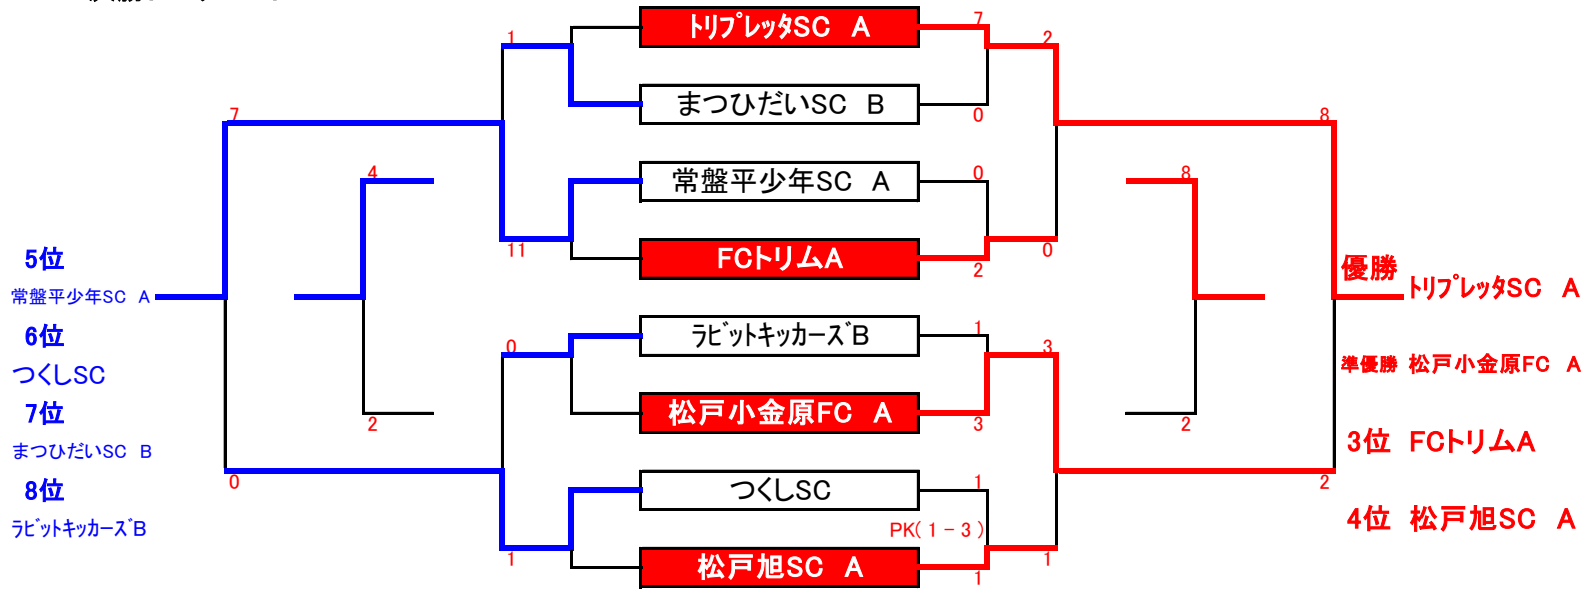 トリプレッタSC A
まつひだいSC B
常盤平少年SC A
FCトリムA
ラビットキッカーズB
松戸小金原FC A
つくしSC
松戸旭SC A
7
0
0
2
1
3
1
PK(1-3)
1
2
0
3
1
8
2
8
2
1
11
0
1
7
0
4
2
5位
常盤平少年SC A
6位
つくしSC
7位
まつひだいSC B
8位
ラビットキッカーズB
優勝 トリプレッタSC A
準優勝 松戸小金原FC A
3位 FCトリムA
4位 松戸旭SC A